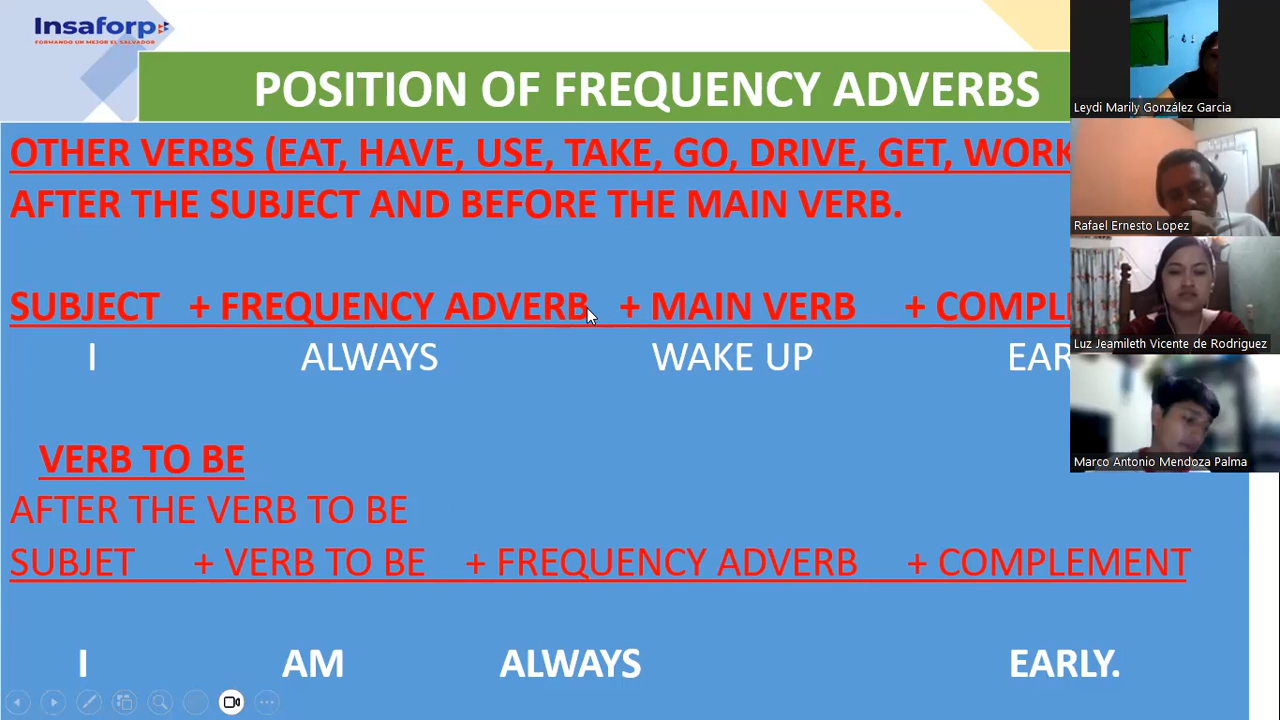 Insaforp
FORMANDO UN MEJOR EL SALVADOR
POSITION OF FREQUENCY ADVERBS
OTHER VERBS (EAT, HAVE, USE, TAKE, GO, DRIVE, GET, WORK
AFTER THE SUBJECT AND BEFORE THE MAIN VERB.
SUBJECT + FREQUENCY ADVERB + MAIN VERB + COMPL
I ALWAYS WAKE UP EAR
VERB TO BE
AFTER THE VERB TO BE
SUBJET + VERB TO BE + FREQUENCY ADVERB + COMPLEMENT
I AM ALWAYS EARLY.
Leydi Marily González Garcia
Rafael Ernesto Lopez
Luz Jeamileth Vicente de Rodriguez
Marco Antonio Mendoza Palma